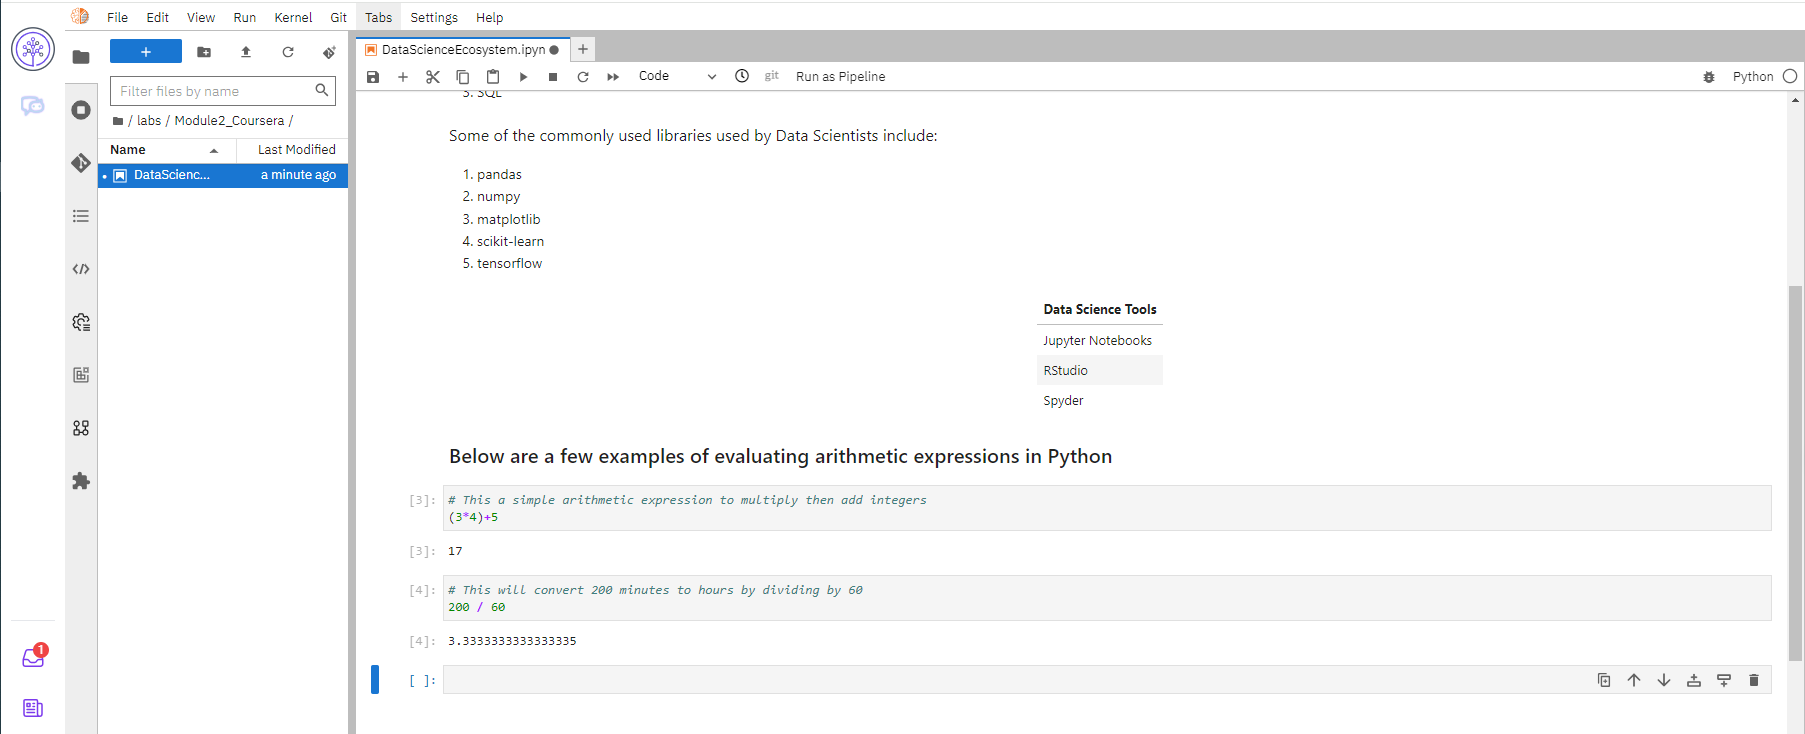 File Edit View Run Kernel Git Tabs Settings Help
+
Filter files by name
/ labs / Module2_Coursera /
Name Last Modified
DataScienc... a minute ago
1
DataScienceEcosystem.ipyn +
Code git Run as Pipeline Python
3. SQL
Some of the commonly used libraries used by Data Scientists include:
1. pandas
2. numpy
3. matplotlib
4. scikit-learn
5. tensorflow
Data Science Tools
Jupyter Notebooks
RStudio
Spyder
Below are a few examples of evaluating arithmetic expressions in Python
[3]: # This a simple arithmetic expression to multiply then add integers
(3*4)+5
[3]: 17
[4]: # This will convert 200 minutes to hours by dividing by 60
200 / 60
[4]: 3.3333333333333335
[ ]: